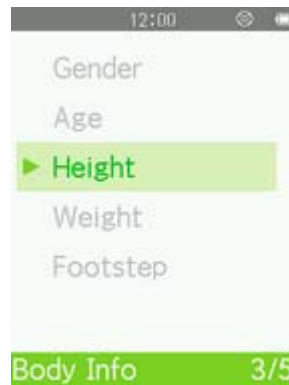 12:00
Gender
Age
Height
Weight
Footstep
Body Info 3/5